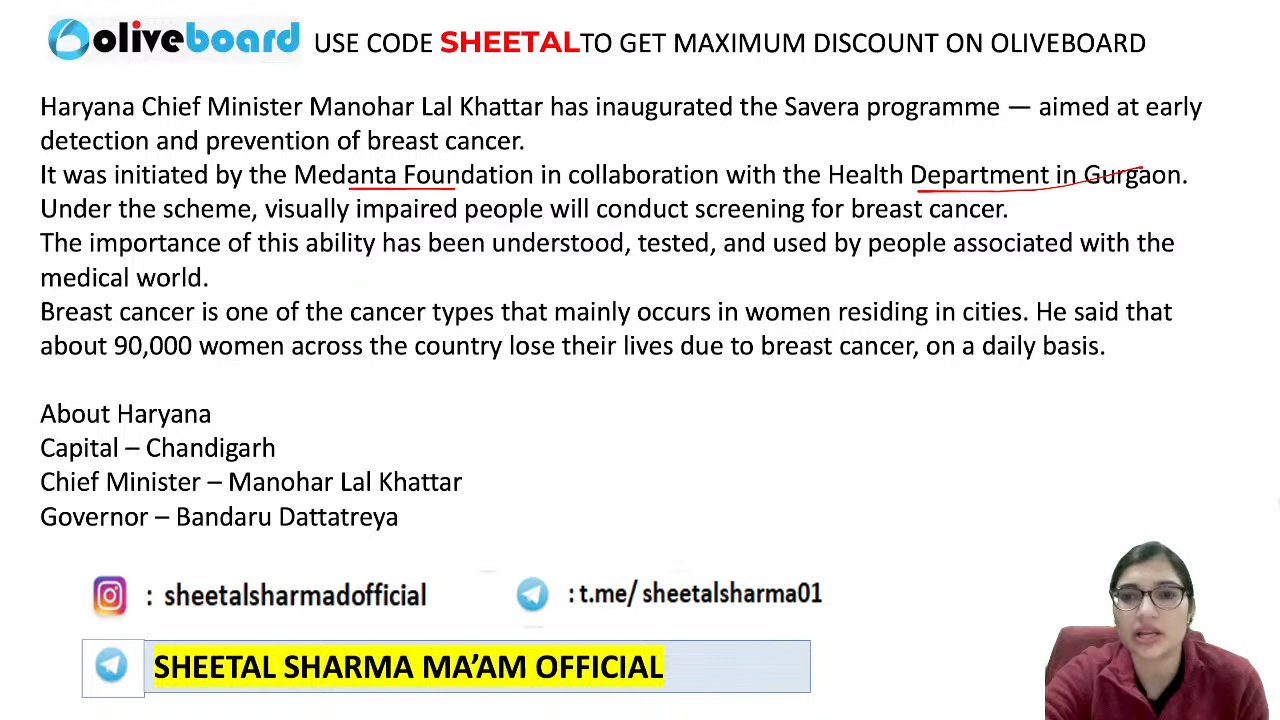 oliveboard USE CODE SHEETAL TO GET MAXIMUM DISCOUNT ON OLIVEBOARD
Haryana Chief Minister Manohar Lal Khattar has inaugurated the Savera programme — aimed at early
detection and prevention of breast cancer.
It was initiated by the Medanta Foundation in collaboration with the Health Department in Gurgaon.
Under the scheme, visually impaired people will conduct screening for breast cancer.
The importance of this ability has been understood, tested, and used by people associated with the
medical world.
Breast cancer is one of the cancer types that mainly occurs in women residing in cities. He said that
about 90,000 women across the country lose their lives due to breast cancer, on a daily basis.
About Haryana
Capital – Chandigarh
Chief Minister – Manohar Lal Khattar
Governor – Bandaru Dattatreya
: sheetalsharmadofficial : t.me/ sheetalsharma01
SHEETAL SHARMA MA’AM OFFICIAL